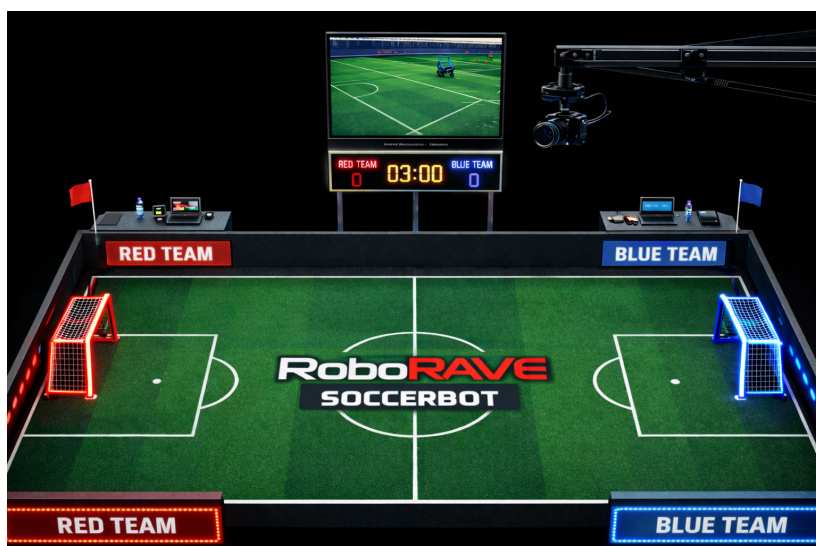 RED TEAM
03:00
BLUE TEAM
0
0
RED TEAM
BLUE TEAM
RoboRAVE
SOCCERBOT
RED TEAM
BLUE TEAM